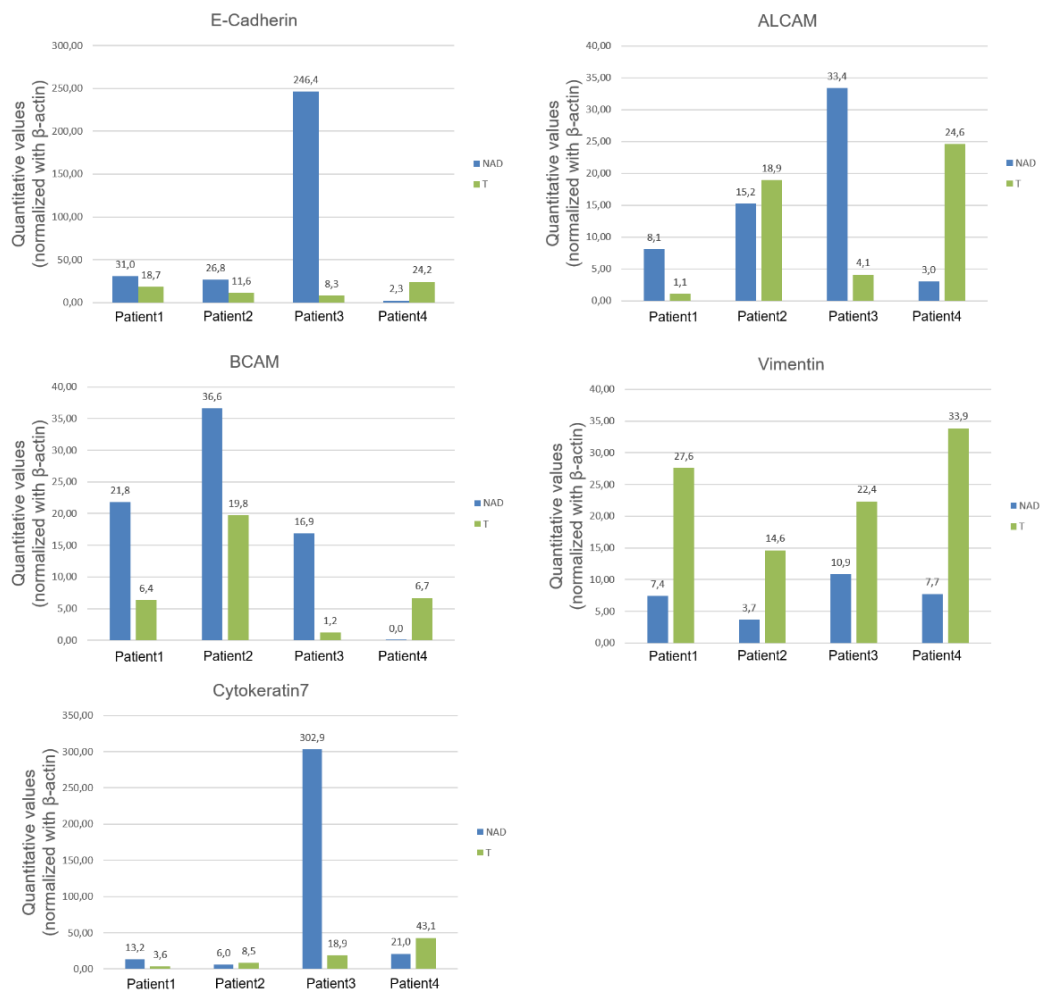 E-Cadherin
Quantitative values
(normalized with β-actin)
300,00
250,00
200,00
150,00
100,00
50,00
0,00
31,0
18,7
26,8
11,6
246,4
8,3
2,3
24,2
Patient1
Patient2
Patient3
Patient4
NAD
T
ALCAM
Quantitative values
(normalized with β-actin)
40,00
35,00
30,00
25,00
20,00
15,00
10,00
5,00
0,00
8,1
1,1
15,2
18,9
33,4
4,1
3,0
24,6
Patient1
Patient2
Patient3
Patient4
NAD
T
BCAM
Quantitative values
(normalized with β-actin)
40,00
35,00
30,00
25,00
20,00
15,00
10,00
5,00
0,00
21,8
6,4
36,6
19,8
16,9
1,2
0,0
6,7
Patient1
Patient2
Patient3
Patient4
NAD
T
Vimentin
Quantitative values
(normalized with β-actin)
40,00
35,00
30,00
25,00
20,00
15,00
10,00
5,00
0,00
7,4
27,6
3,7
14,6
10,9
22,4
7,7
33,9
Patient1
Patient2
Patient3
Patient4
NAD
T
Cytokeratin7
Quantitative values
(normalized with β-actin)
350,00
300,00
250,00
200,00
150,00
100,00
50,00
0,00
13,2
3,6
6,0
8,5
302,9
18,9
21,0
43,1
Patient1
Patient2
Patient3
Patient4
NAD
T